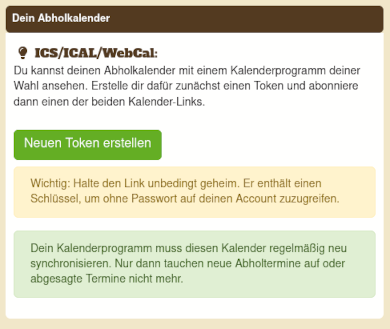 Dein Abholkalender
ICS/ICAL/WebCal:
Du kannst deinen Abholkalender mit einem Kalenderprogramm deiner
Wahl ansehen. Erstelle dir dafür zunächst einen Token und abonniere
dann einen der beiden Kalender-Links.
Neuen Token erstellen
Wichtig: Halte den Link unbedingt geheim. Er enthält einen
Schlüssel, um ohne Passwort auf deinen Account zuzugreifen.
Dein Kalenderprogramm muss diesen Kalender regelmäßig neu
synchronisieren. Nur dann tauchen neue Abholtermine auf oder
abgesagte Termine nicht mehr.